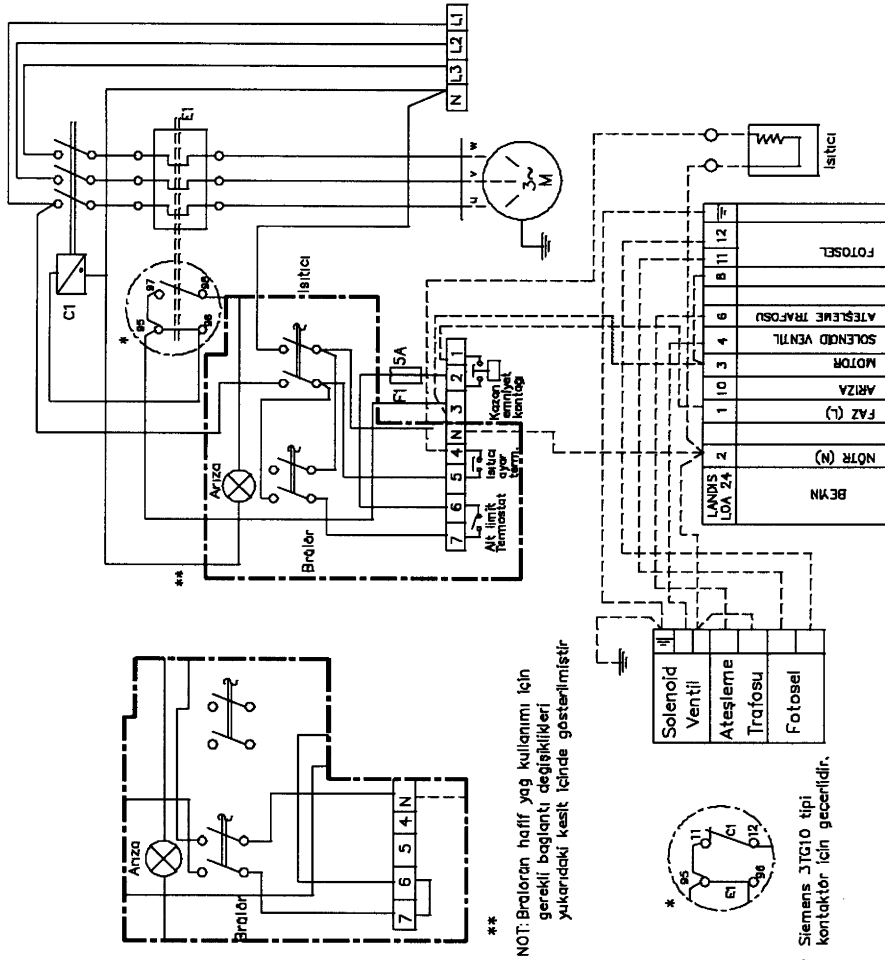 L1
L2
L3
N
C1
E1
*
95
97
96
98
u
v
w
3~
M
**
Arıza
Isıtıcı
Brülör
F1
5A
7
6
5
4
N
3
2
1
Alt limit
Termostat
Isıtıcı
ayar
term.
Kazan
emniyet
kontağı
Isıtıcı
Arıza
Brülör
7
6
5
4
N
**
NOT: Brülörün hafif yağ kullanımı için
gerekli bağlantı değişiklikleri
yukarıdaki kesit içinde gösterilmiştir
Solenoid
Ventil
Ateşleme
Trafosu
Fotosel
LANDIS
LOA 24
2
1
10
3
4
6
8
11
12
BEYİN
NÖTR (N)
FAZ (L)
ARIZA
MOTOR
SOLENOİD VENTİL
ATEŞLEME TRAFOSU
FOTOSEL
*
95
11
E1
C1
96
12
Siemens 3TG10 tipi
kontaktör için geçerlidir.